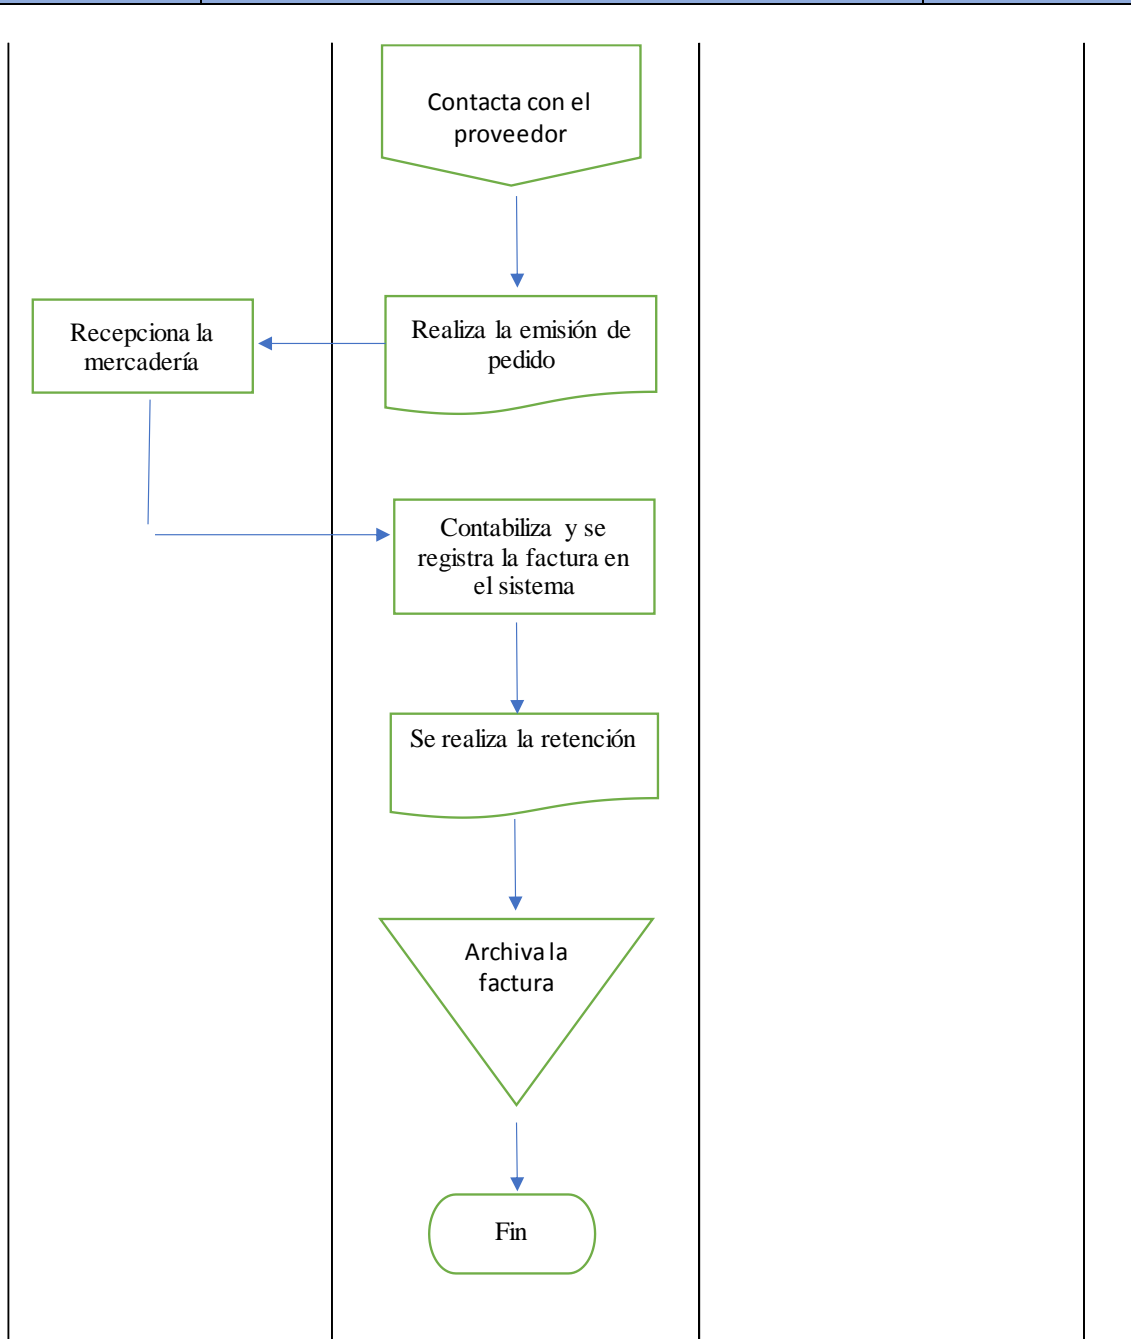 Contacta con el
proveedor
Realiza la emisión de
pedido
Recepciona la
mercadería
Contabiliza y se
registra la factura en
el sistema
Se realiza la retención
Archiva la
factura
Fin